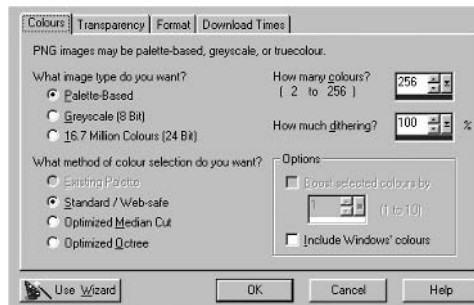 Colours Transparency Format Download Times
PNG images may be palette-based, greyscale, or truecolour.
What image type do you want?
Palette-Based
Greyscale (8 Bit)
16.7 Million Colours (24 Bit)
How many colours? 256
( 2 to 256 )
How much dithering? 100 %
What method of colour selection do you want?
Existing Palette
Standard / Web-safe
Optimized Median Cut
Optimized Octree
Options
Boost selected colours by
1 (1 to 10)
Include Windows' colours
Use Wizard OK Cancel Help